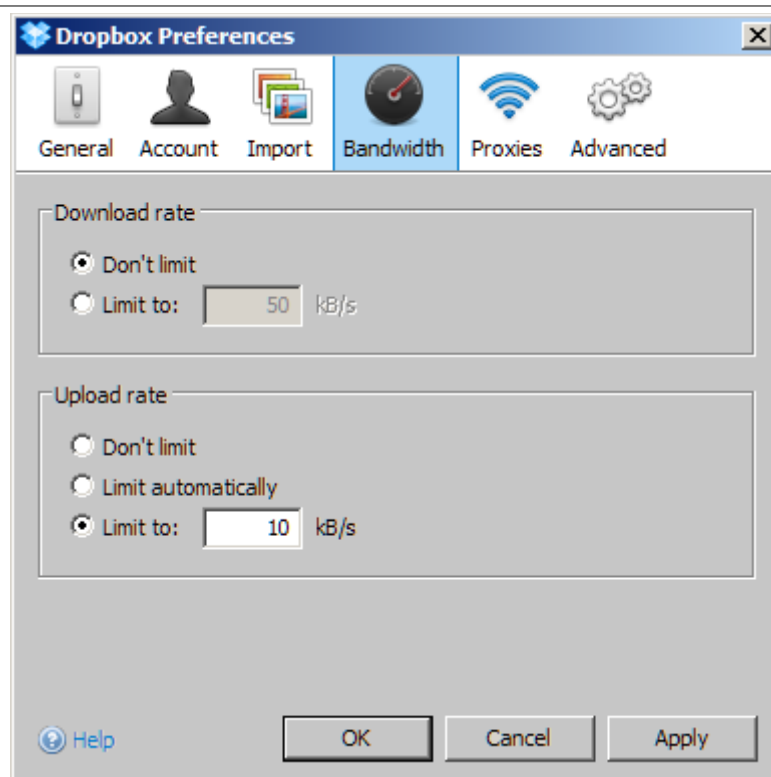 Dropbox Preferences
General Account Import Bandwidth Proxies Advanced
Download rate
Don't limit
Limit to: 50 kB/s
Upload rate
Don't limit
Limit automatically
Limit to: 10 kB/s
Help OK Cancel Apply